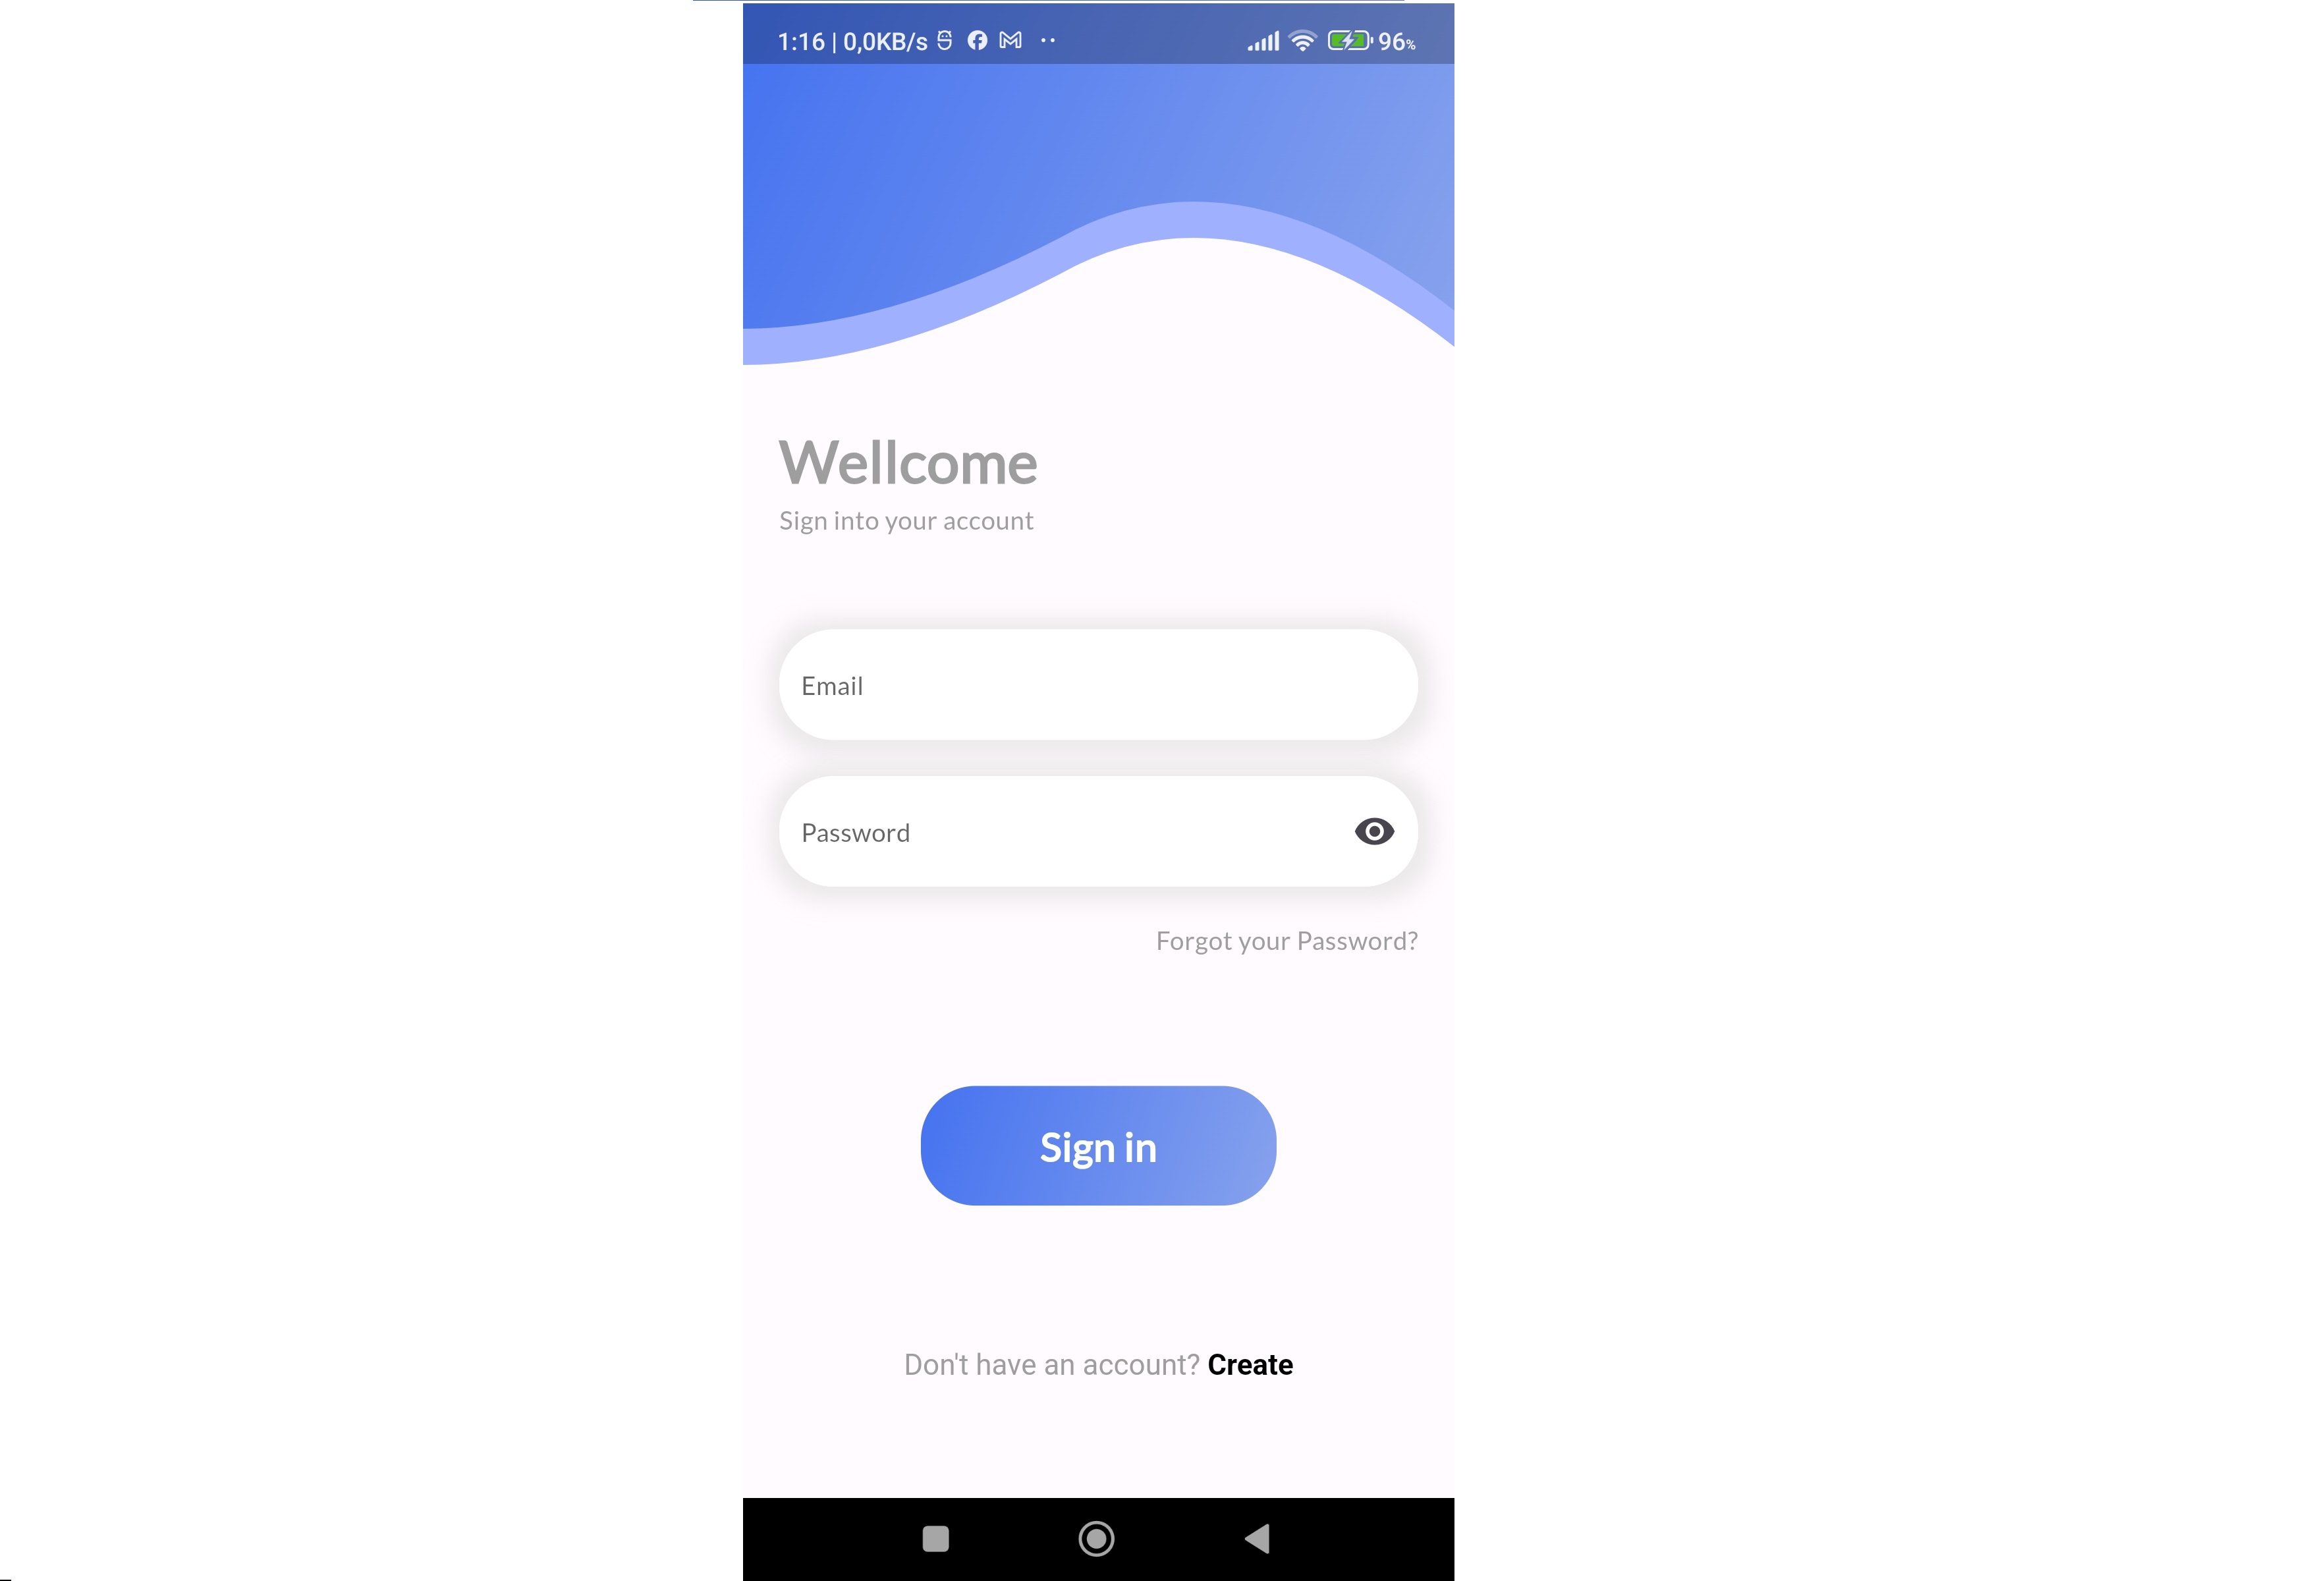 1:16 | 0,0KB/s 96%
Wellcome
Sign into your account
Email
Password
Forgot your Password?
Sign in
Don't have an account? Create